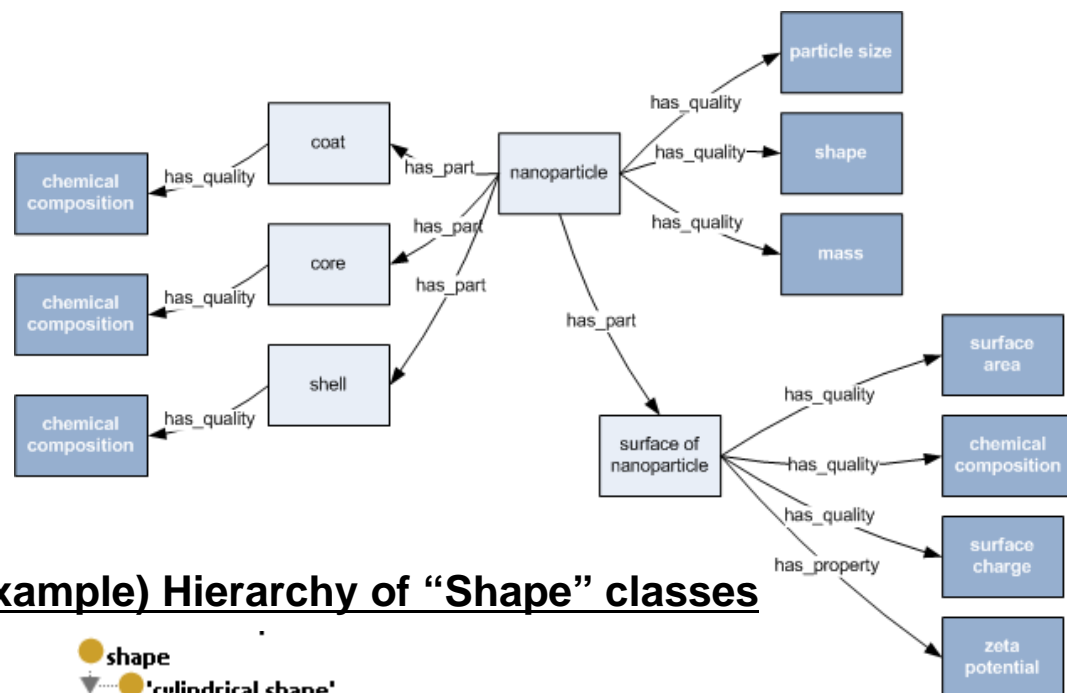 particle size
has_quality
coat
nanoparticle
has_quality
shape
has_part
chemical
composition
has_quality
has_quality
mass
has_part
core
has_part
chemical
composition
has_quality
has_part
surface
area
shell
has_quality
chemical
composition
has_quality
surface of
nanoparticle
has_quality
chemical
composition
has_quality
surface
charge
has_property
xample) Hierarchy of “Shape” classes
zeta
potential
shape
'cylindrical shape'